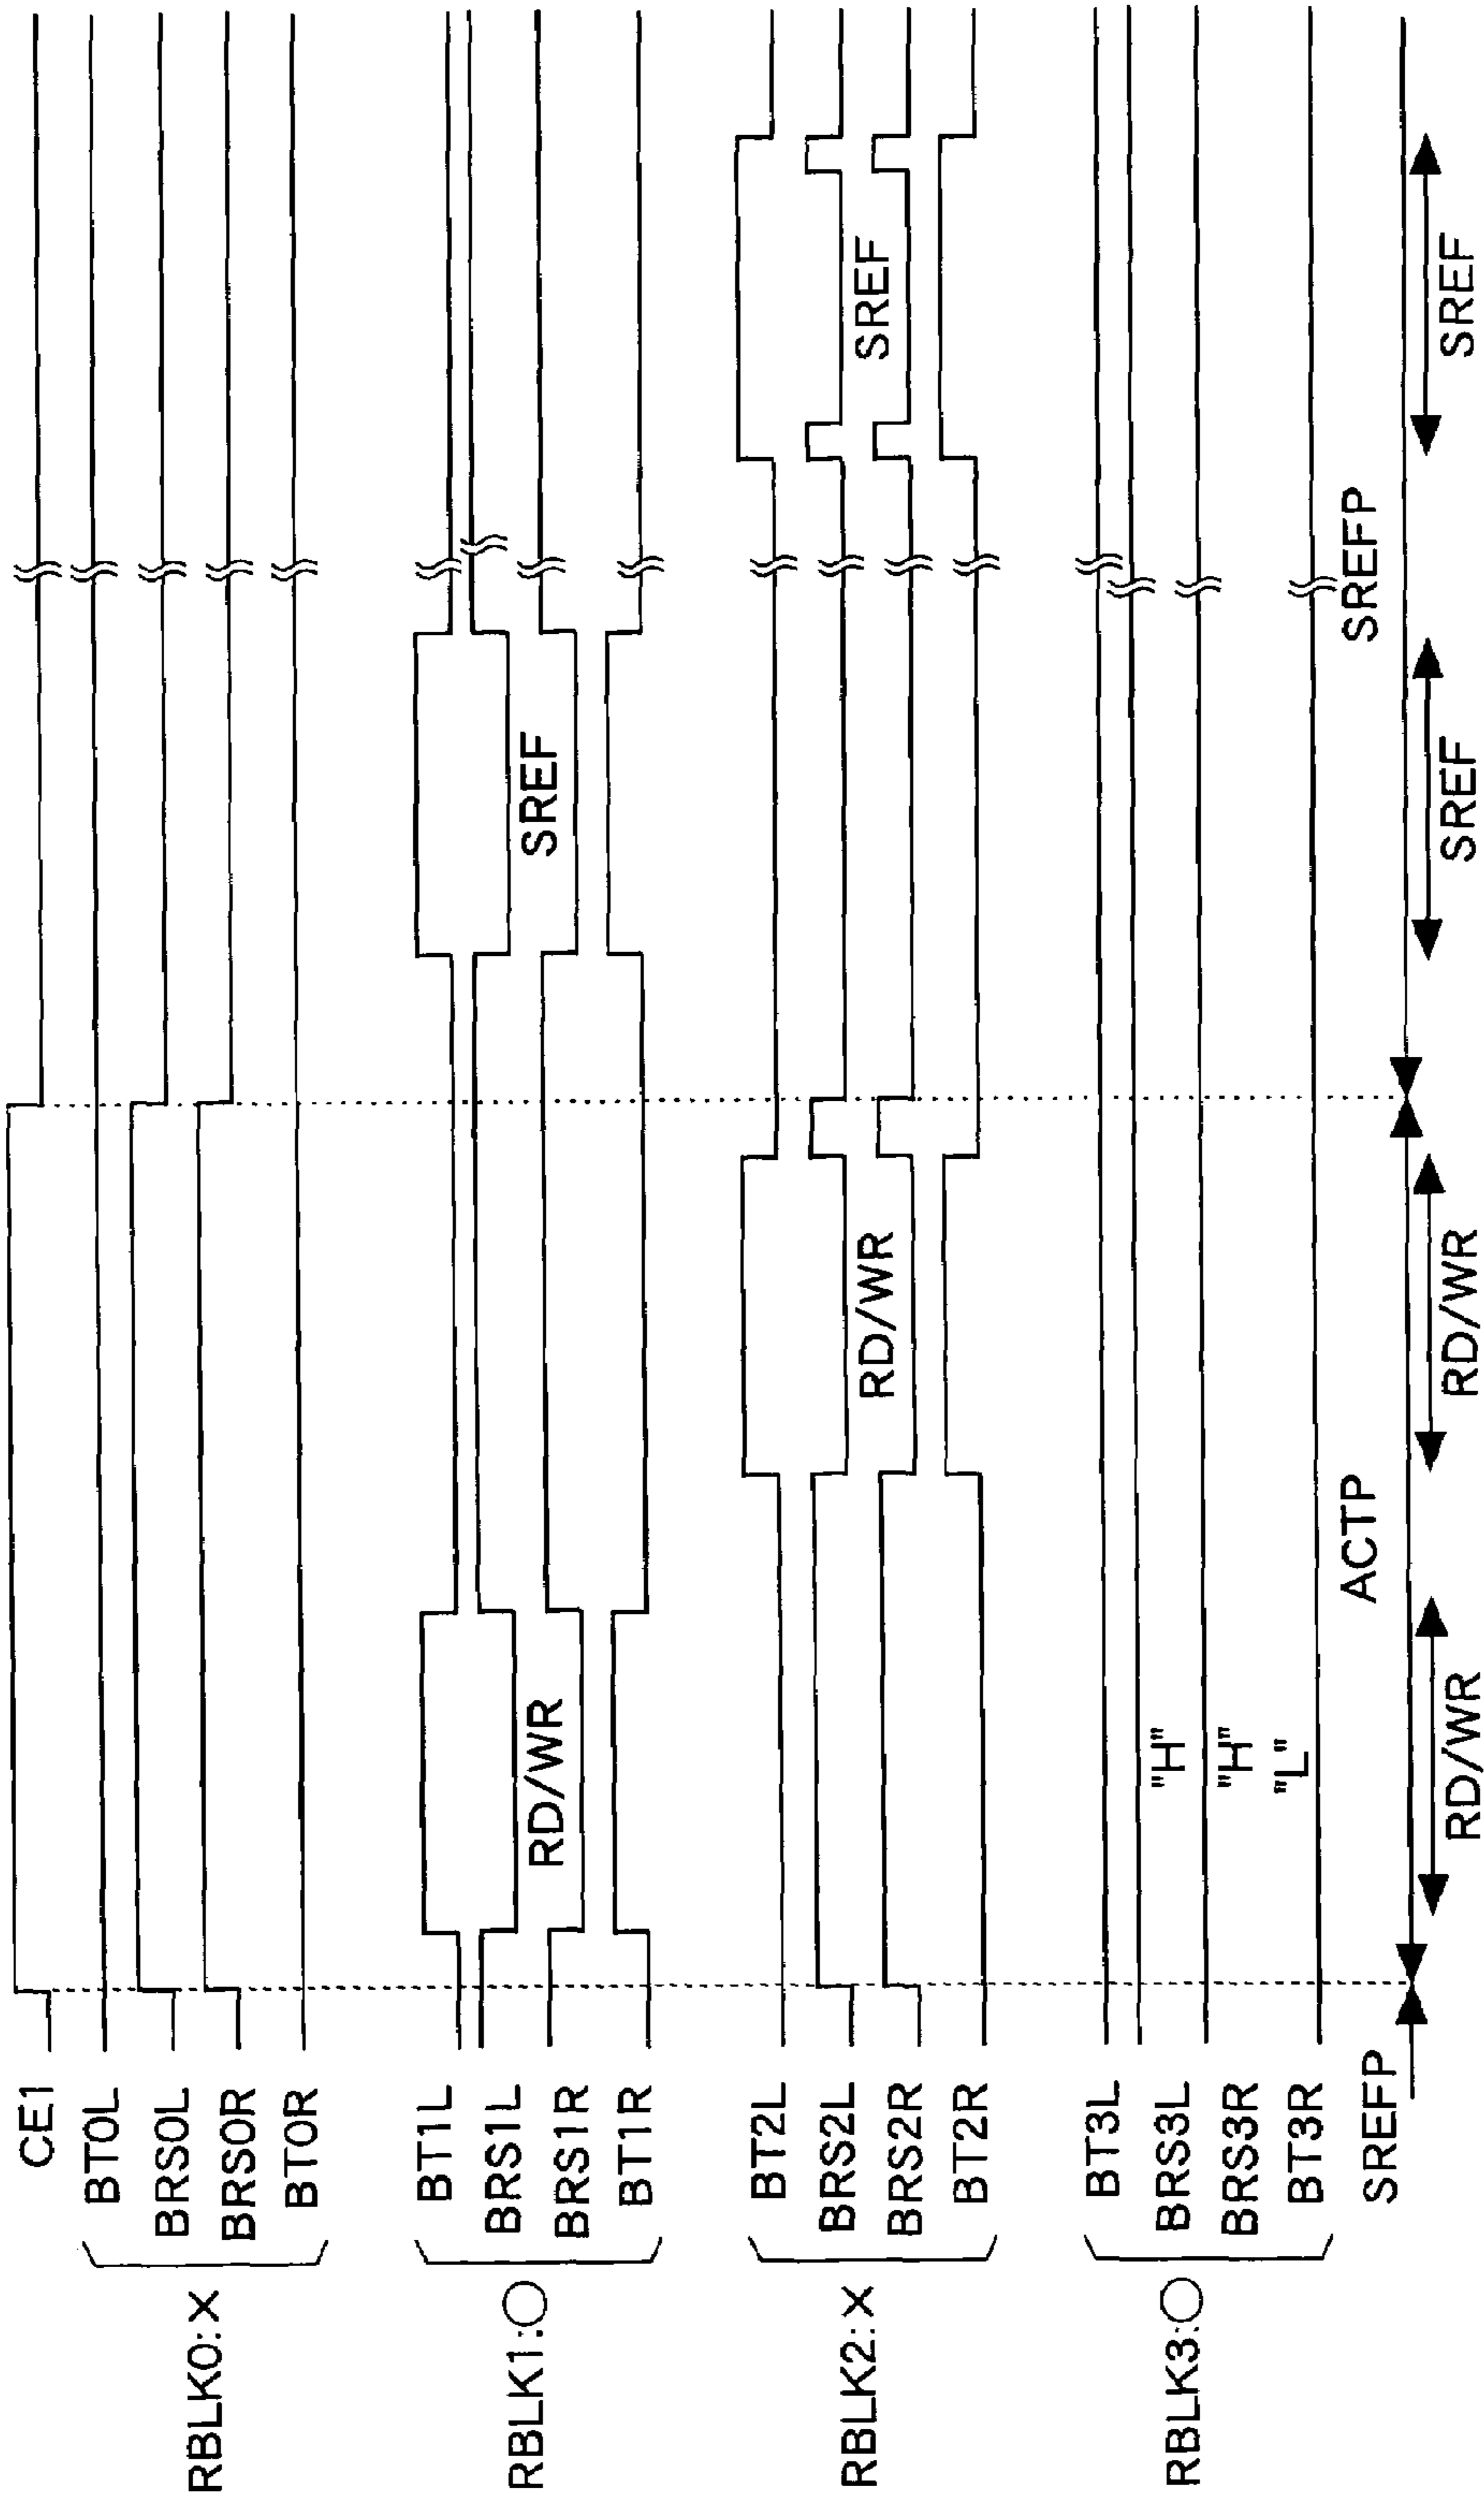 CE1
RBLK0:×
BT0L
BRS0L
BRS0R
BT0R
RBLK1:○
BT1L
BRS1L
BRS1R
BT1R
RD/WR
SREF
RBLK2:×
BT2L
BRS2L
BRS2R
BT2R
RD/WR
SREF
RBLK3:○
BT3L
BRS3L
"H"
BRS3R
"H"
BT3R
"L"
SREFP
ACTP
SREFP
RD/WR
RD/WR
SREF
SREF